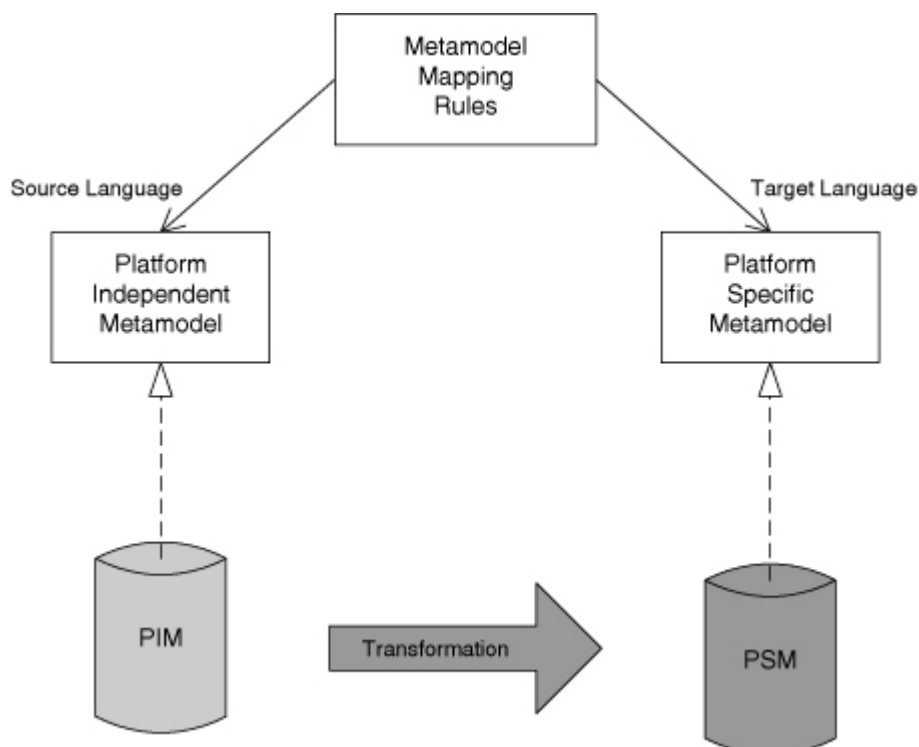 Metamodel
Mapping
Rules
Source Language
Target Language
Platform
Independent
Metamodel
Platform
Specific
Metamodel
PIM
Transformation
PSM